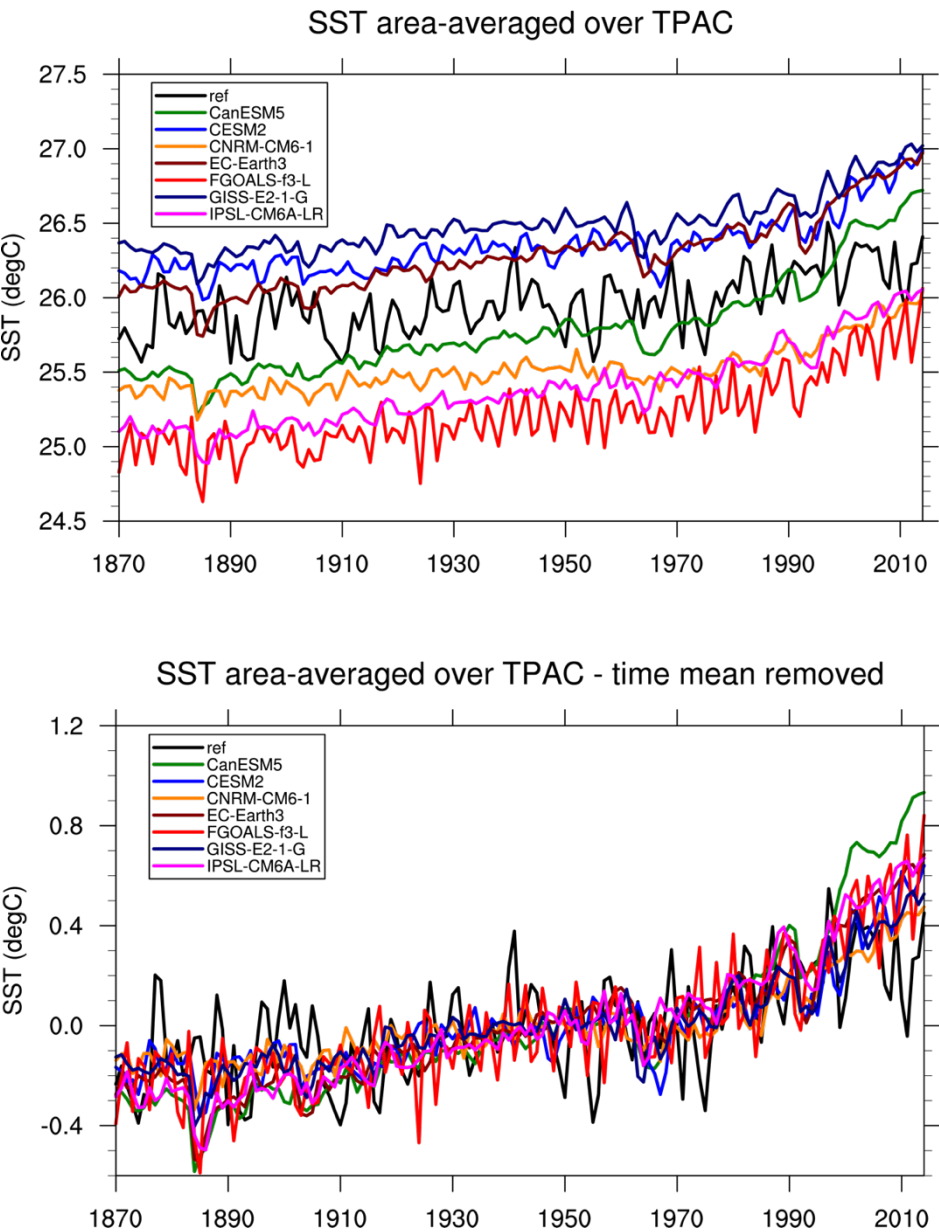 SST area-averaged over TPAC
27.5
27.0
26.5
26.0
25.5
25.0
24.5
SST (degC)
ref
CanESM5
CESM2
CNRM-CM6-1
EC-Earth3
FGOALS-f3-L
GISS-E2-1-G
IPSL-CM6A-LR
1870 1890 1910 1930 1950 1970 1990 2010
SST area-averaged over TPAC - time mean removed
1.2
0.8
0.4
0.0
-0.4
SST (degC)
ref
CanESM5
CESM2
CNRM-CM6-1
EC-Earth3
FGOALS-f3-L
GISS-E2-1-G
IPSL-CM6A-LR
1870 1890 1910 1930 1950 1970 1990 2010